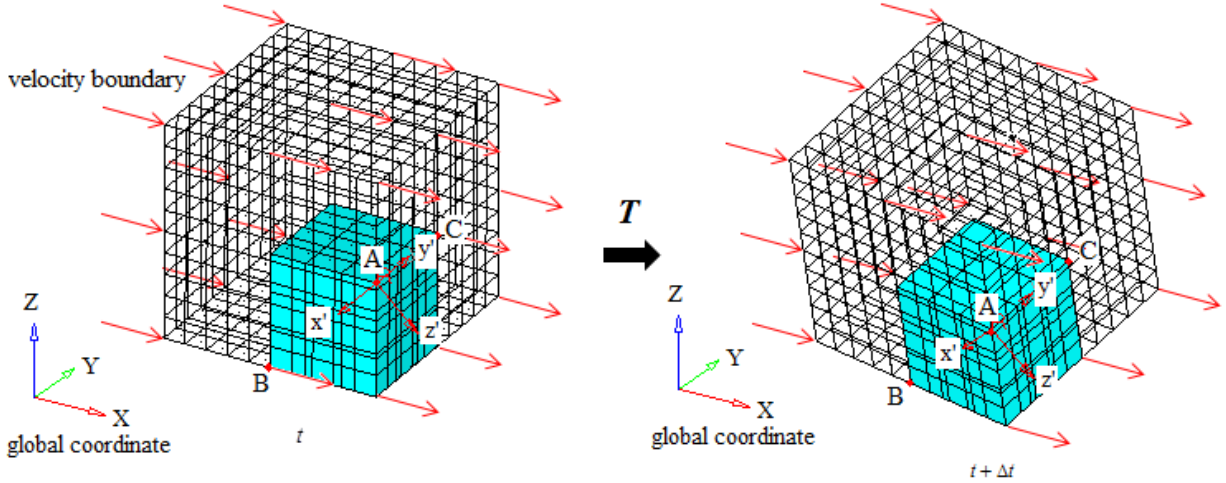 velocity boundary
C
A
y'
x'
z'
B
Z
Y
X
global coordinate
t
T
C
y'
A
x'
z'
B
Z
Y
X
global coordinate
t + Δt